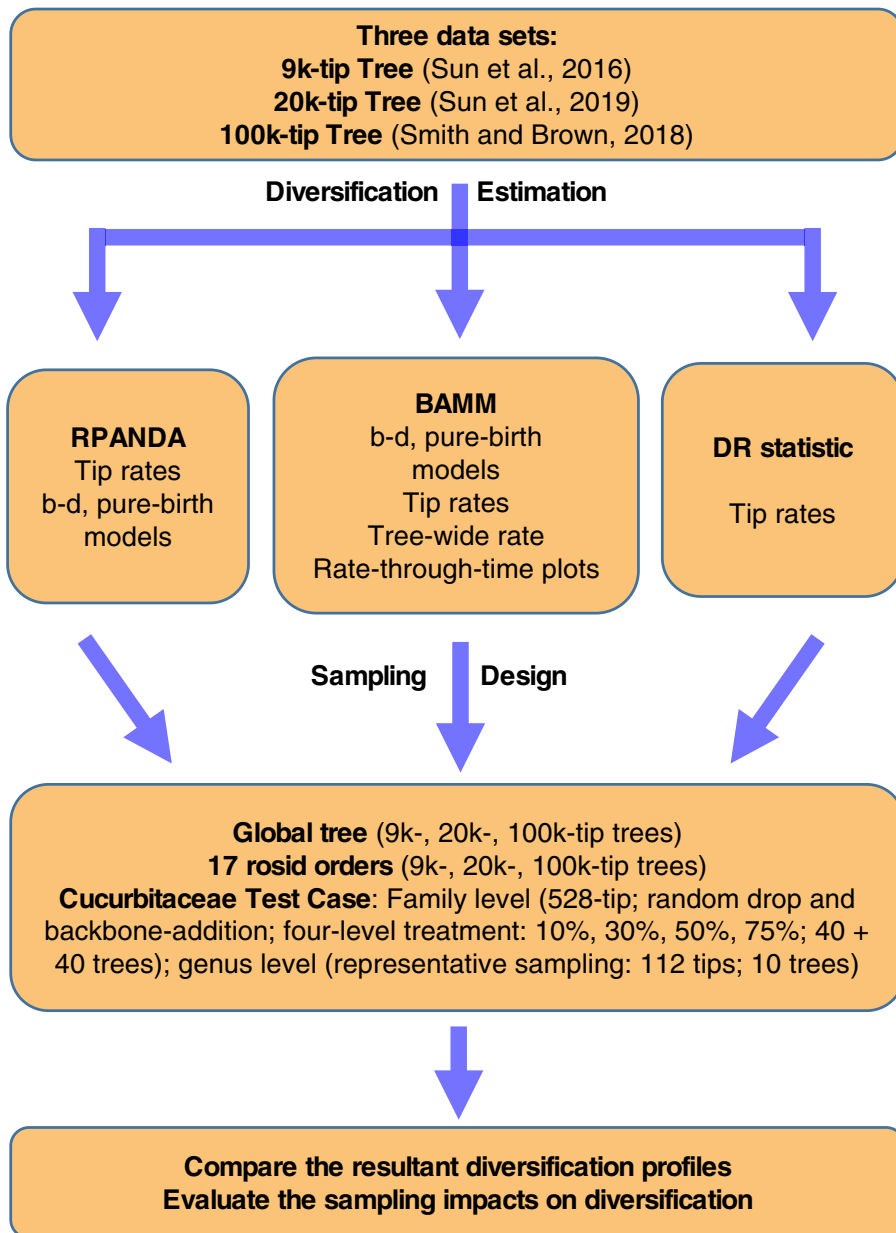 Three data sets:
9k-tip Tree (Sun et al., 2016)
20k-tip Tree (Sun et al., 2019)
100k-tip Tree (Smith and Brown, 2018)
Diversification Estimation
RPANDA
Tip rates
b-d, pure-birth
models
BAMM
b-d, pure-birth
models
Tip rates
Tree-wide rate
Rate-through-time plots
DR statistic
Tip rates
Sampling Design
Global tree (9k-, 20k-, 100k-tip trees)
17 rosid orders (9k-, 20k-, 100k-tip trees)
Cucurbitaceae Test Case: Family level (528-tip; random drop and
backbone-addition; four-level treatment: 10%, 30%, 50%, 75%; 40 +
40 trees); genus level (representative sampling: 112 tips; 10 trees)
Compare the resultant diversification profiles
Evaluate the sampling impacts on diversification